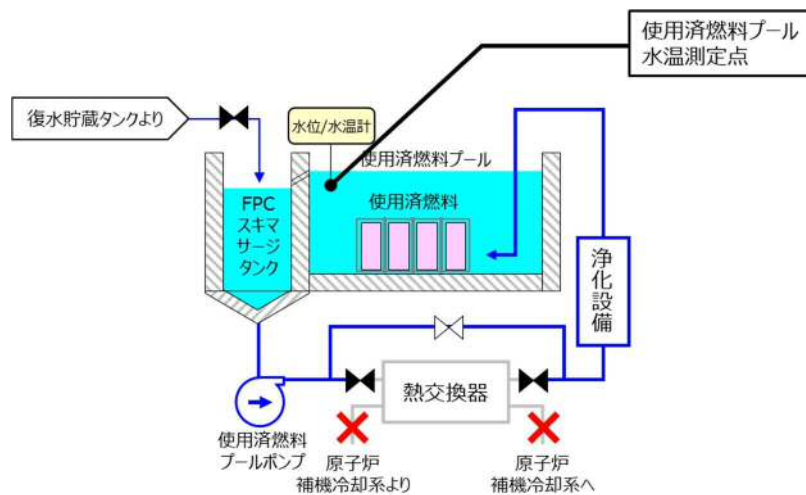 使用済燃料プール
水温測定点
復水貯蔵タンクより
水位/水温計
使用済燃料プール
FPC
スキマ
サージ
タンク
使用済燃料
浄化設備
熱交換器
使用済燃料
プールポンプ
原子炉
補機冷却系より
原子炉
補機冷却系へ